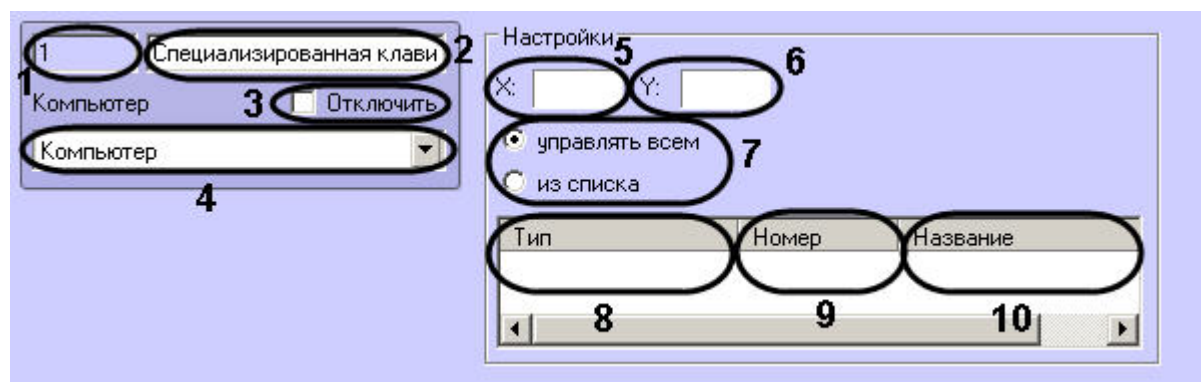 1 Специализированная клави 2
1
Компьютер 3 Отключить
Компьютер
4
Настройки
5
6
X: Y:
управлять всем
7
из списка
Тип Номер Название
8 9 10